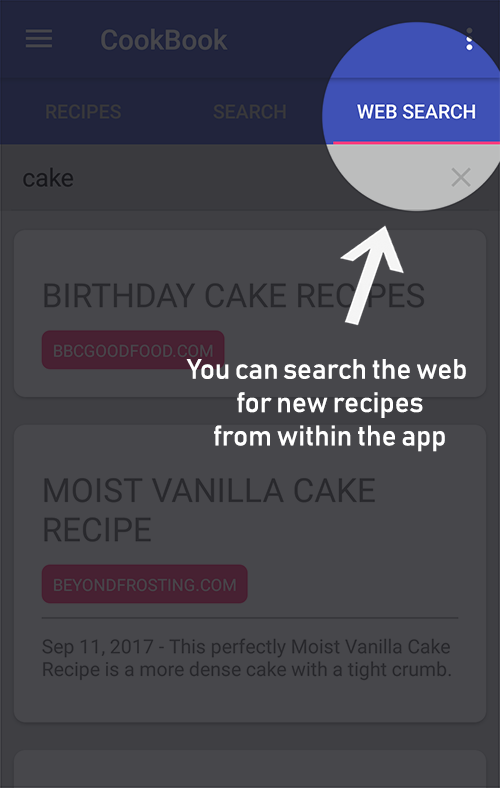 CookBook
RECIPES SEARCH WEB SEARCH
cake
BIRTHDAY CAKE RECIPES
BBCGOODFOOD.COM
You can search the web
for new recipes
from within the app
MOIST VANILLA CAKE
RECIPE
BEYONDFROSTING.COM
Sep 11, 2017 - This perfectly Moist Vanilla Cake
Recipe is a more dense cake with a tight crumb.